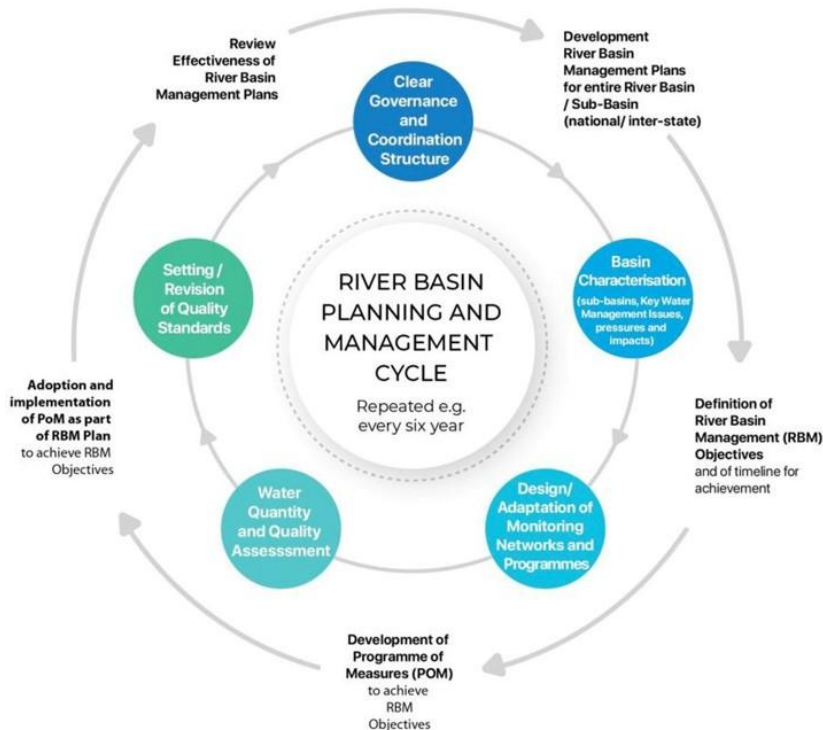 Review
Effectiveness of
River Basin
Management Plans
Development
River Basin
Management Plans
for entire River Basin
/ Sub-Basin
(national/ inter-state)
Clear
Governance
and
Coordination
Structure
Setting /
Revision
of Quality
Standards
Basin
Characterisation
(sub-basins, Key Water
Management Issues,
pressures and
impacts)
RIVER BASIN
PLANNING AND
MANAGEMENT
CYCLE
Repeated e.g.
every six year
Adoption and
implementation
of PoM as part
of RBM Plan
to achieve RBM
Objectives
Definition of
River Basin
Management (RBM)
Objectives
and of timeline for
achievement
Water
Quantity
and Quality
Assesssment
Design/
Adaptation of
Monitoring
Networks and
Programmes
Development of
Programme of
Measures (POM)
to achieve
RBM
Objectives